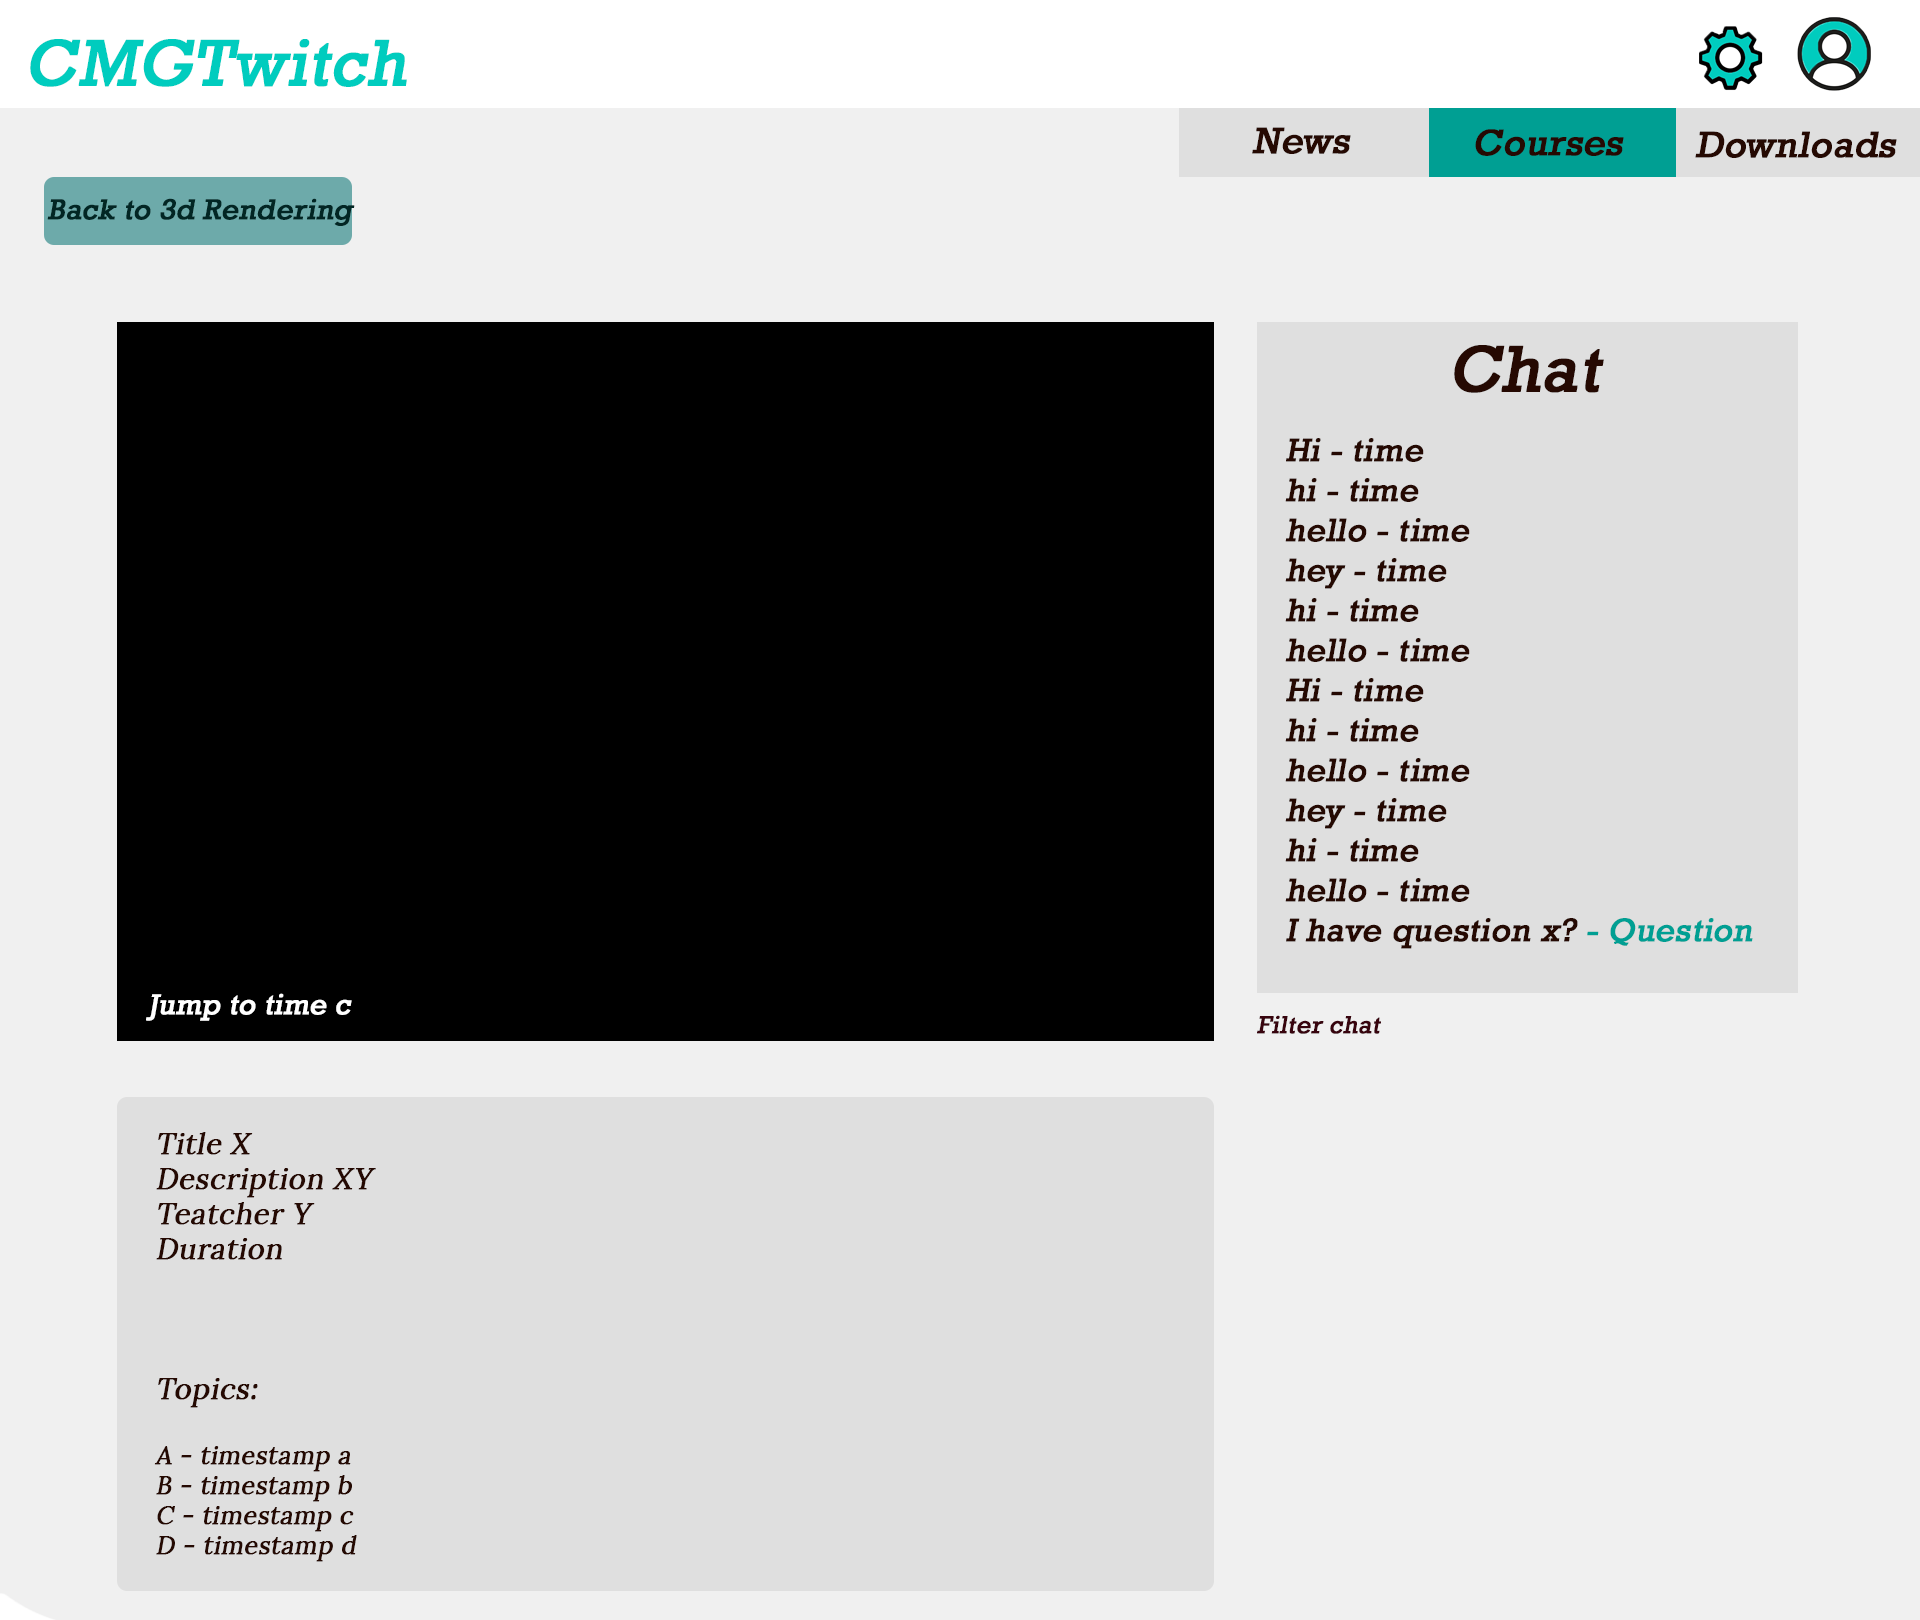 CMGTwitch
News
Courses
Downloads
Back to 3d Rendering
Jump to time c
Chat
Hi - time
hi - time
hello - time
hey - time
hi - time
hello - time
Hi - time
hi - time
hello - time
hey - time
hi - time
hello - time
I have question x? - Question
Filter chat
Title X
Description XY
Teatcher Y
Duration
Topics:
A - timestamp a
B - timestamp b
C - timestamp c
D - timestamp d